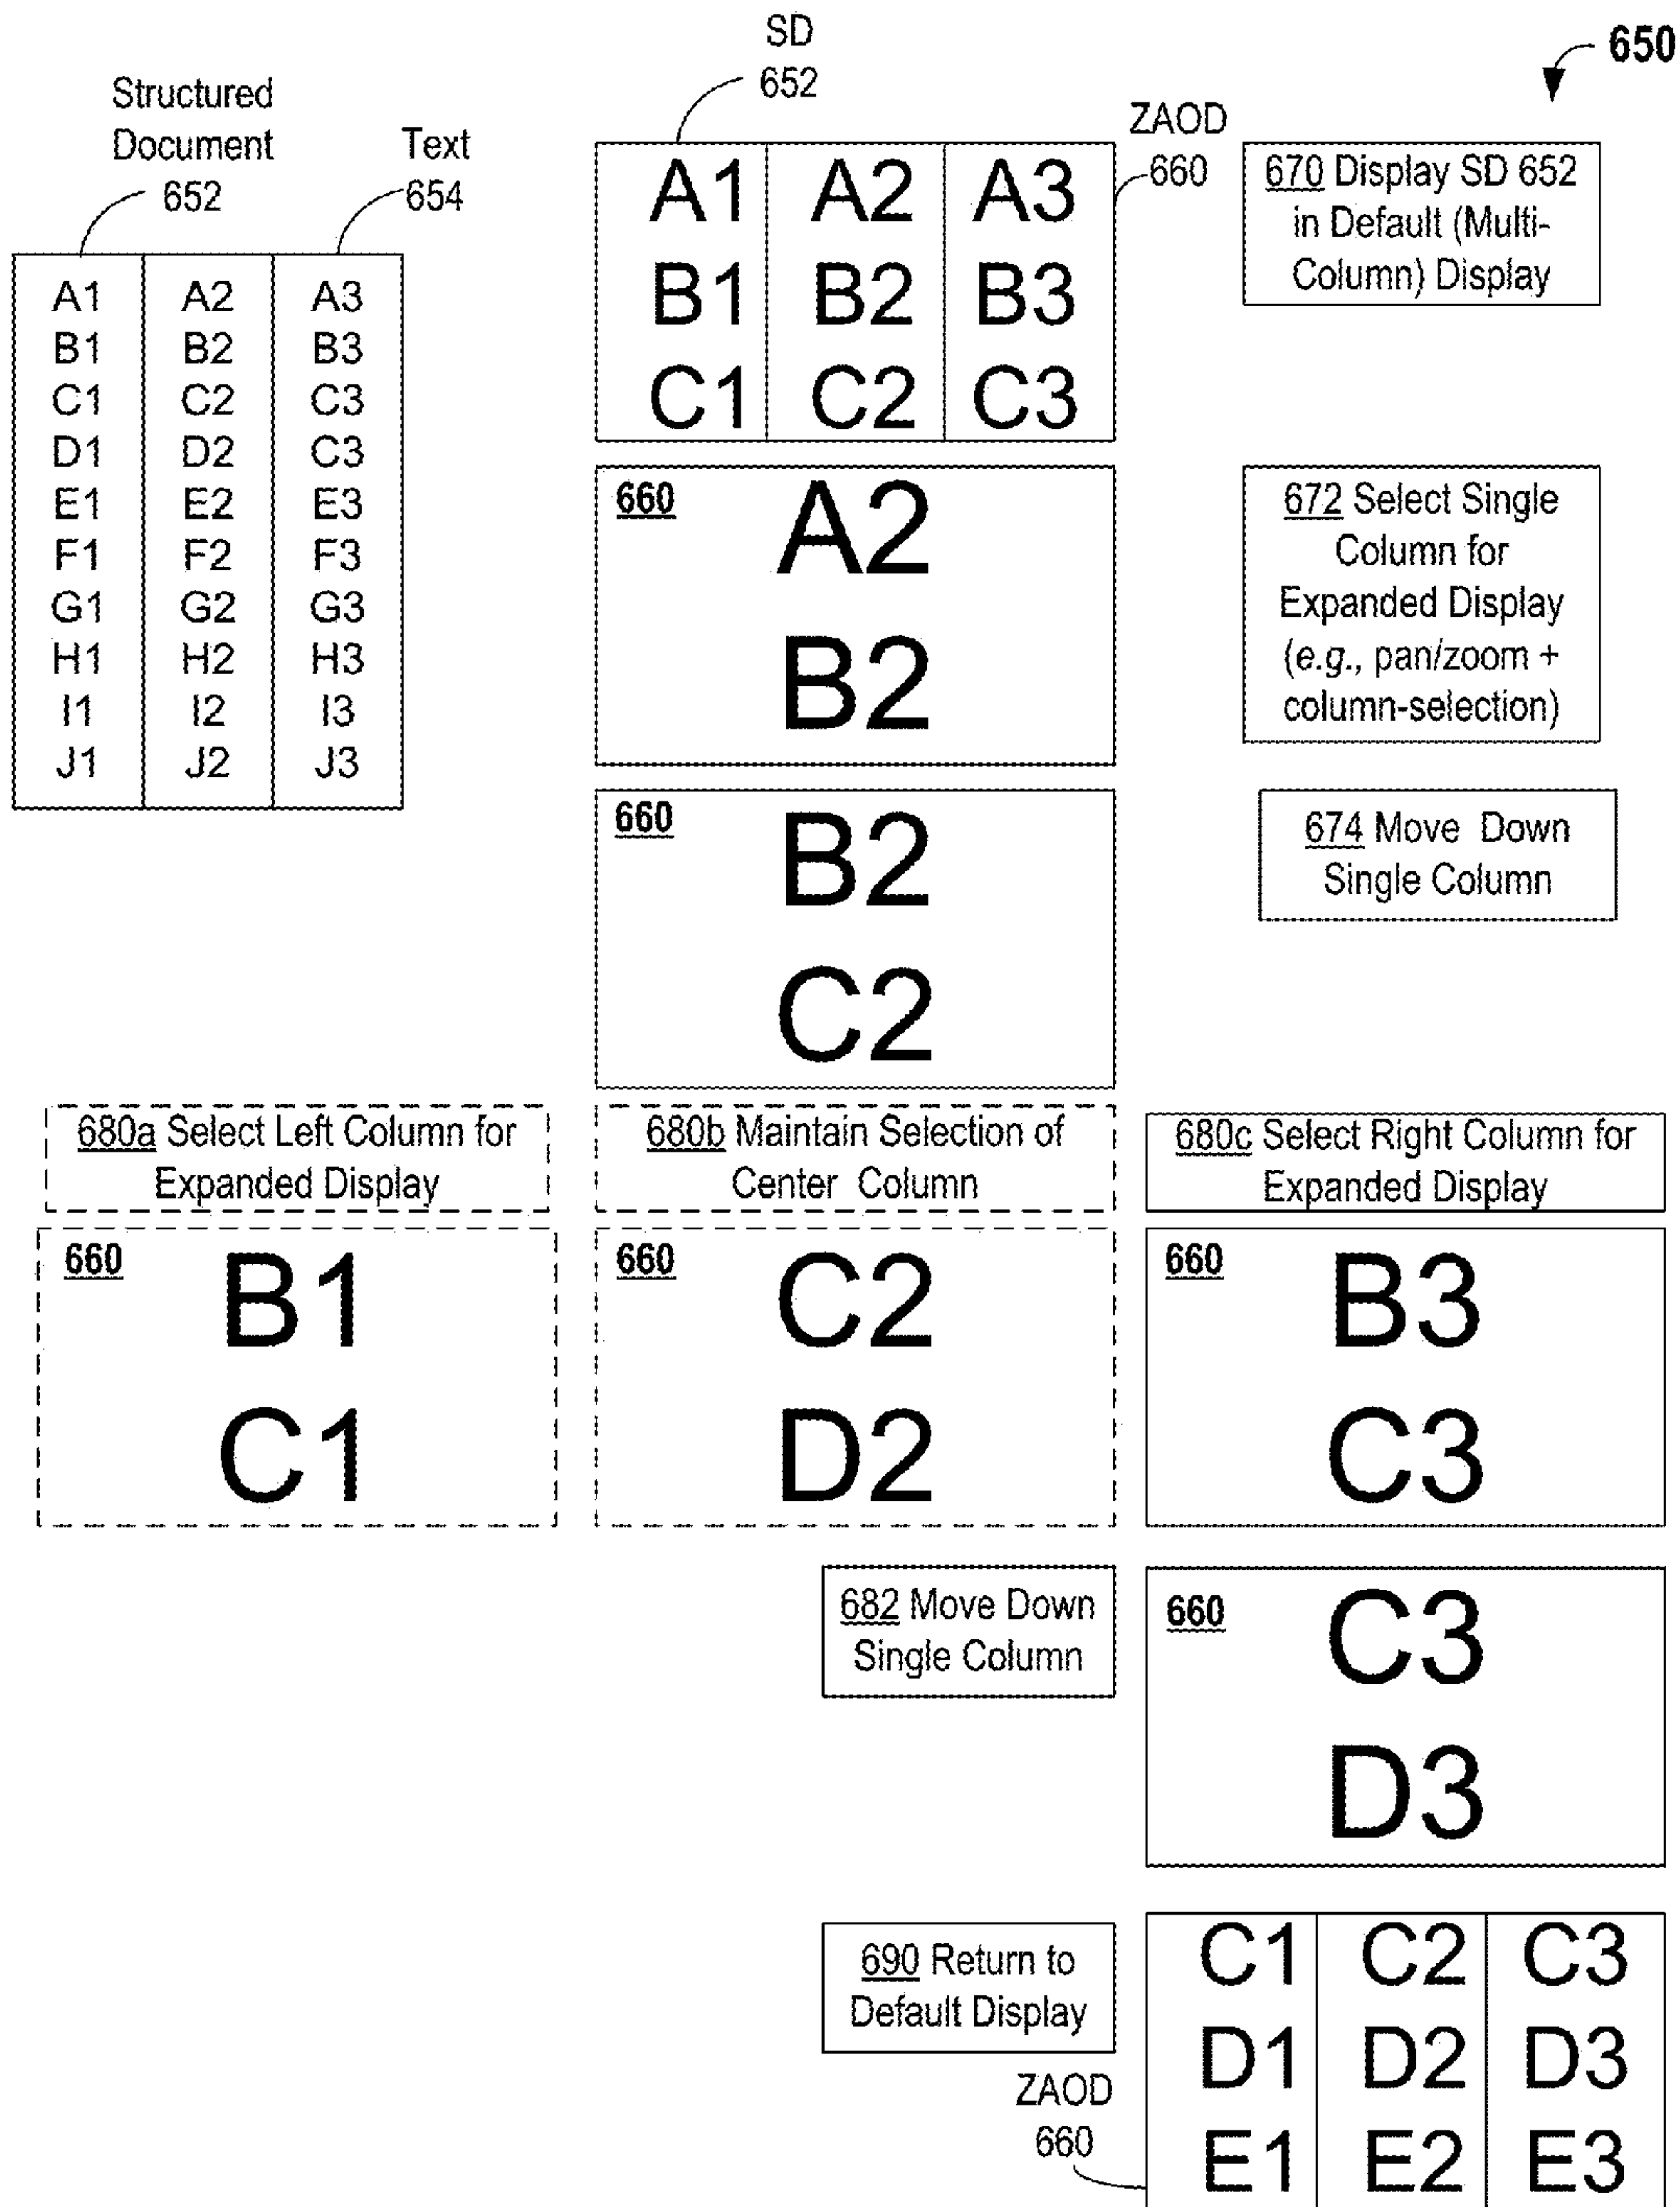 650
SD
652
Structured
Document
652
Text
654
ZAOD
660
A1 A2 A3
B1 B2 B3
C1 C2 C3
D1 D2 C3
E1 E2 E3
F1 F2 F3
G1 G2 G3
H1 H2 H3
I1 I2 I3
J1 J2 J3
A1 A2 A3
B1 B2 B3
C1 C2 C3
670 Display SD 652
in Default (Multi-
Column) Display
660
A2
B2
672 Select Single
Column for
Expanded Display
(e.g., pan/zoom +
column-selection)
660
B2
C2
674 Move Down
Single Column
680a Select Left Column for
Expanded Display
660
B1
C1
680b Maintain Selection of
Center Column
660
C2
D2
680c Select Right Column for
Expanded Display
660
B3
C3
682 Move Down
Single Column
660
C3
D3
690 Return to
Default Display
ZAOD
660
C1 C2 C3
D1 D2 D3
E1 E2 E3